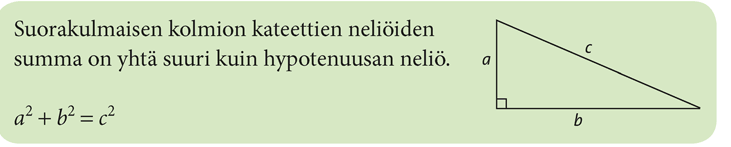 Suorakulmaisen kolmion kateettien neliöiden
summa on yhtä suuri kuin hypotenuusan neliö.
a² + b² = c²
a
c
b